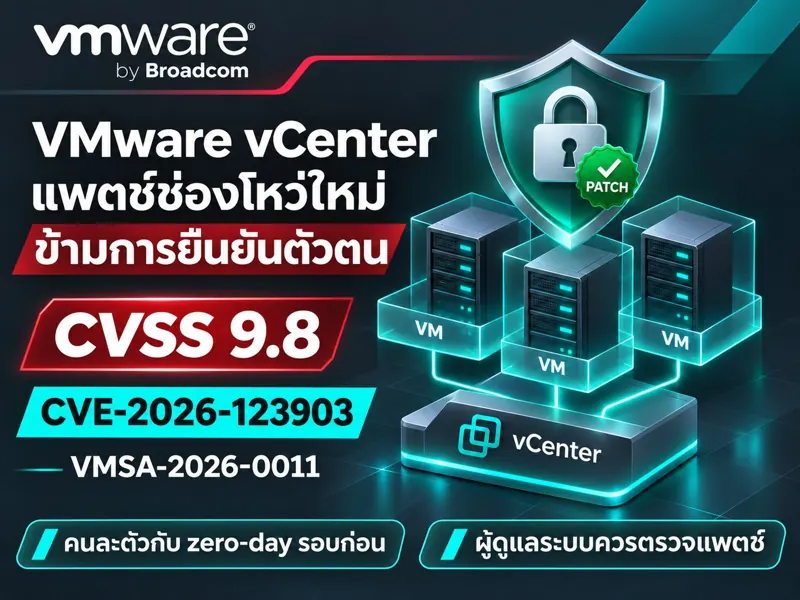 vmware®
by Broadcom
VMware vCenter
แพตช์ช่องโหว่ใหม่
ข้ามการยืนยันตัวตน
CVSS 9.8
CVE-2026-123903
VMSA-2026-0011
PATCH
VM
VM
VM
vCenter
คนละตัวกับ zero-day รอบก่อน
ผู้ดูแลระบบควรตรวจแพตช์